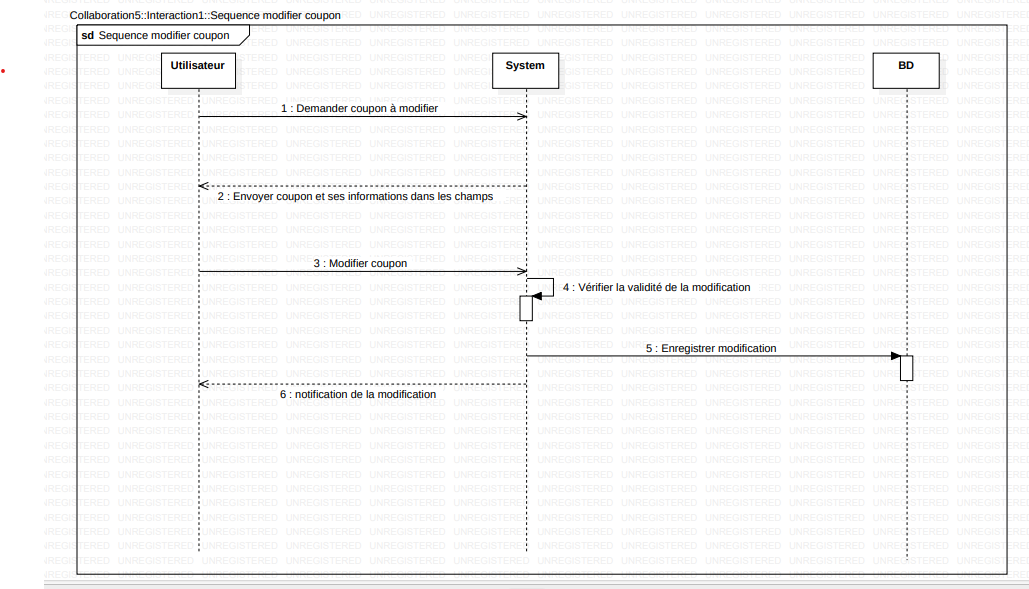 Collaboration5::Interaction1::Sequence modifier coupon
sd Sequence modifier coupon
Utilisateur
System
BD
1 : Demander coupon à modifier
2 : Envoyer coupon et ses informations dans les champs
3 : Modifier coupon
4 : Vérifier la validité de la modification
5 : Enregistrer modification
6 : notification de la modification
UNREGISTERED